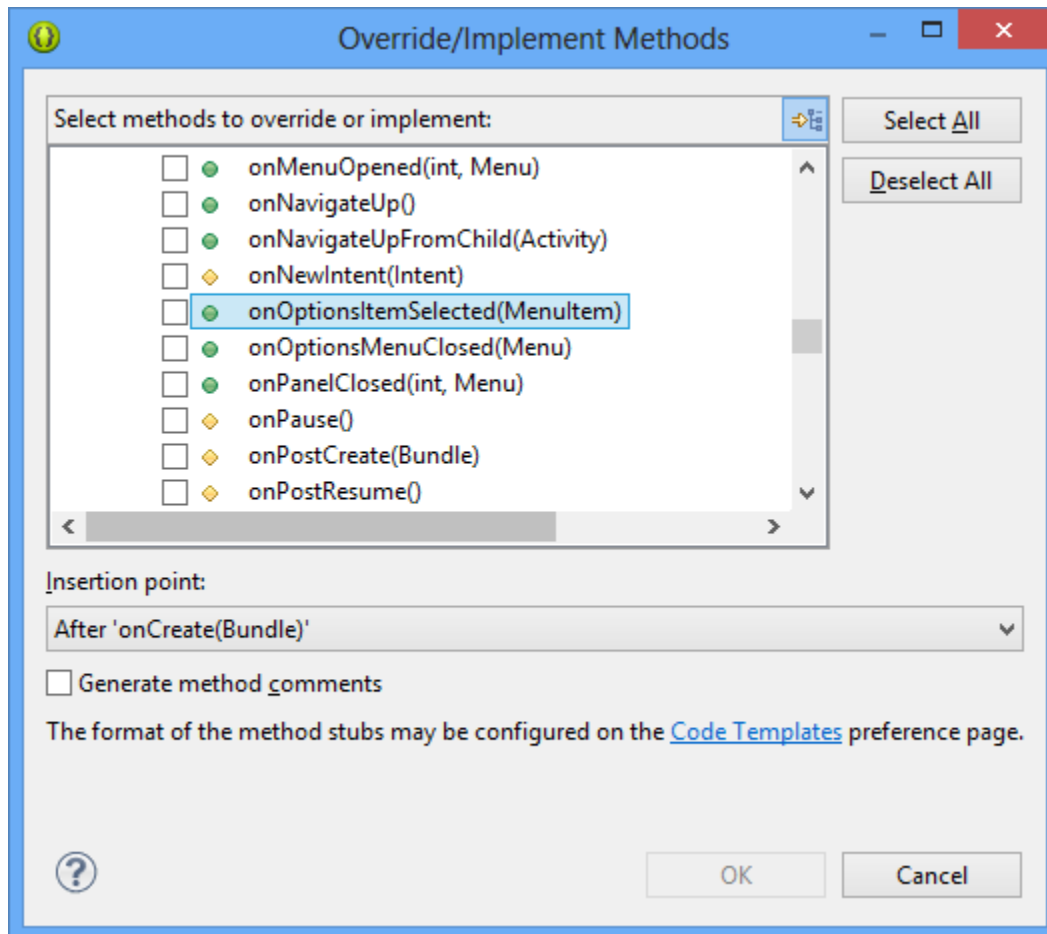 Override/Implement Methods
Select methods to override or implement:
Select All
Deselect All
onMenuOpened(int, Menu)
onNavigateUp()
onNavigateUpFromChild(Activity)
onNewIntent(Intent)
onOptionsItemSelected(MenuItem)
onOptionsMenuClosed(Menu)
onPanelClosed(int, Menu)
onPause()
onPostCreate(Bundle)
onPostResume()
Insertion point:
After 'onCreate(Bundle)'
Generate method comments
The format of the method stubs may be configured on the Code Templates preference page.
OK
Cancel